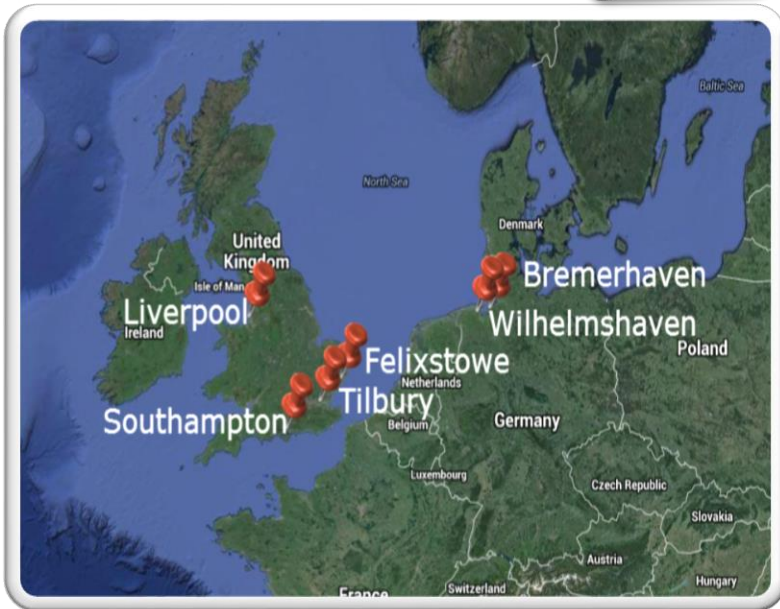 Baltic Sea
North Sea
Denmark
United
Kingdom
Isle of Man
Bremerhaven
Liverpool
Wilhelmshaven
Ireland
Poland
Felixstowe
Netherlands
Tilbury
Southampton
Belgium
Germany
Luxembourg
Czech Republic
Slovakia
Austria
Hungary
Switzerland
France